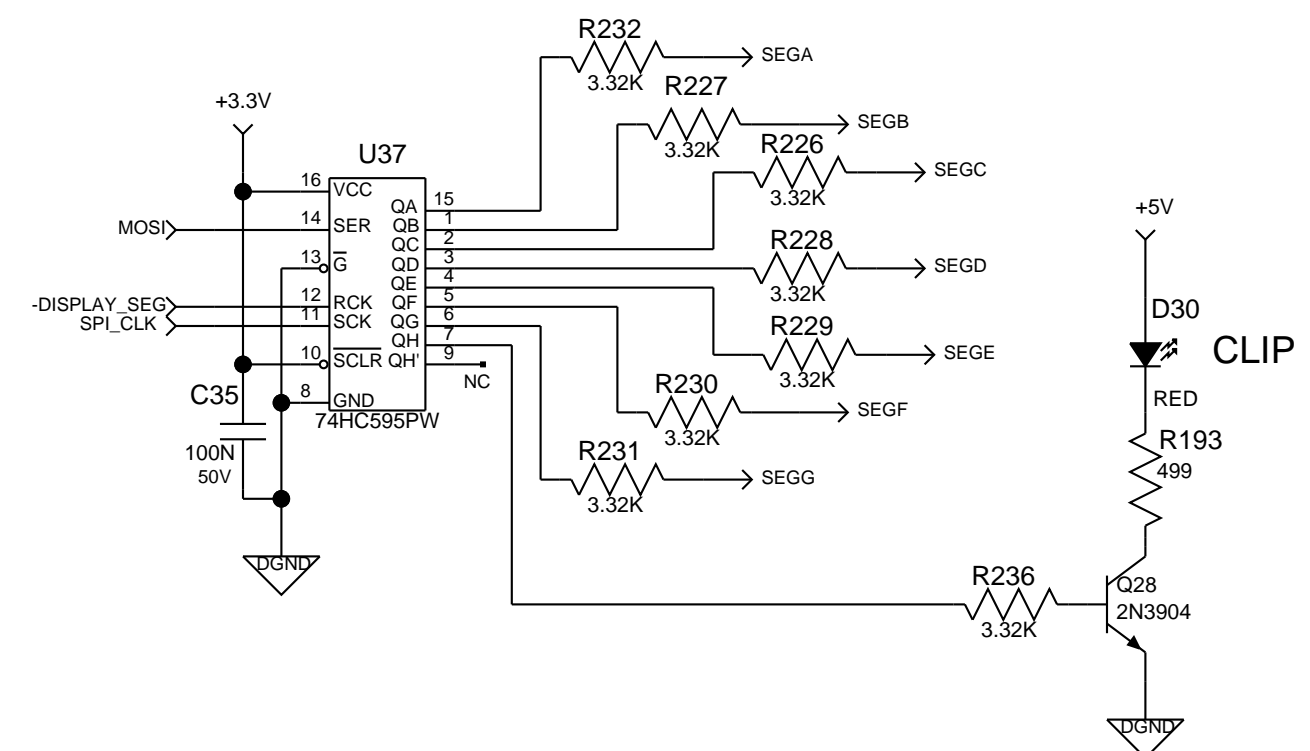 R232
3.32K
SEGA
R227
3.32K
SEGB
R226
3.32K
SEGC
+3.3V
U37
16 VCC
MOSI 14 SER
13 G
-DISPLAY_SEG 12 RCK
SPI_CLK 11 SCK
10 SCLR
8 GND
QA 15
QB 1
QC 2
QD 3
QE 4
QF 5
QG 6
QH 7
QH' 9
NC
74HC595PW
C35
100N
50V
DGND
R228
3.32K
SEGD
R229
3.32K
SEGE
R230
3.32K
SEGF
R231
3.32K
SEGG
+5V
D30
CLIP
RED
R193
499
R236
3.32K
Q28
2N3904
DGND